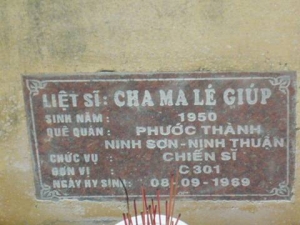 LIỆT SĨ: CHA MA LÉ GIÚP
SINH NĂM : 1950
QUÊ QUÁN : PHƯỚC THÀNH
NINH SƠN-NINH THUẬN
CHỨC VỤ : CHIẾN SĨ
ĐƠN VỊ : C301
NGÀY HY SINH: 08-09-1969